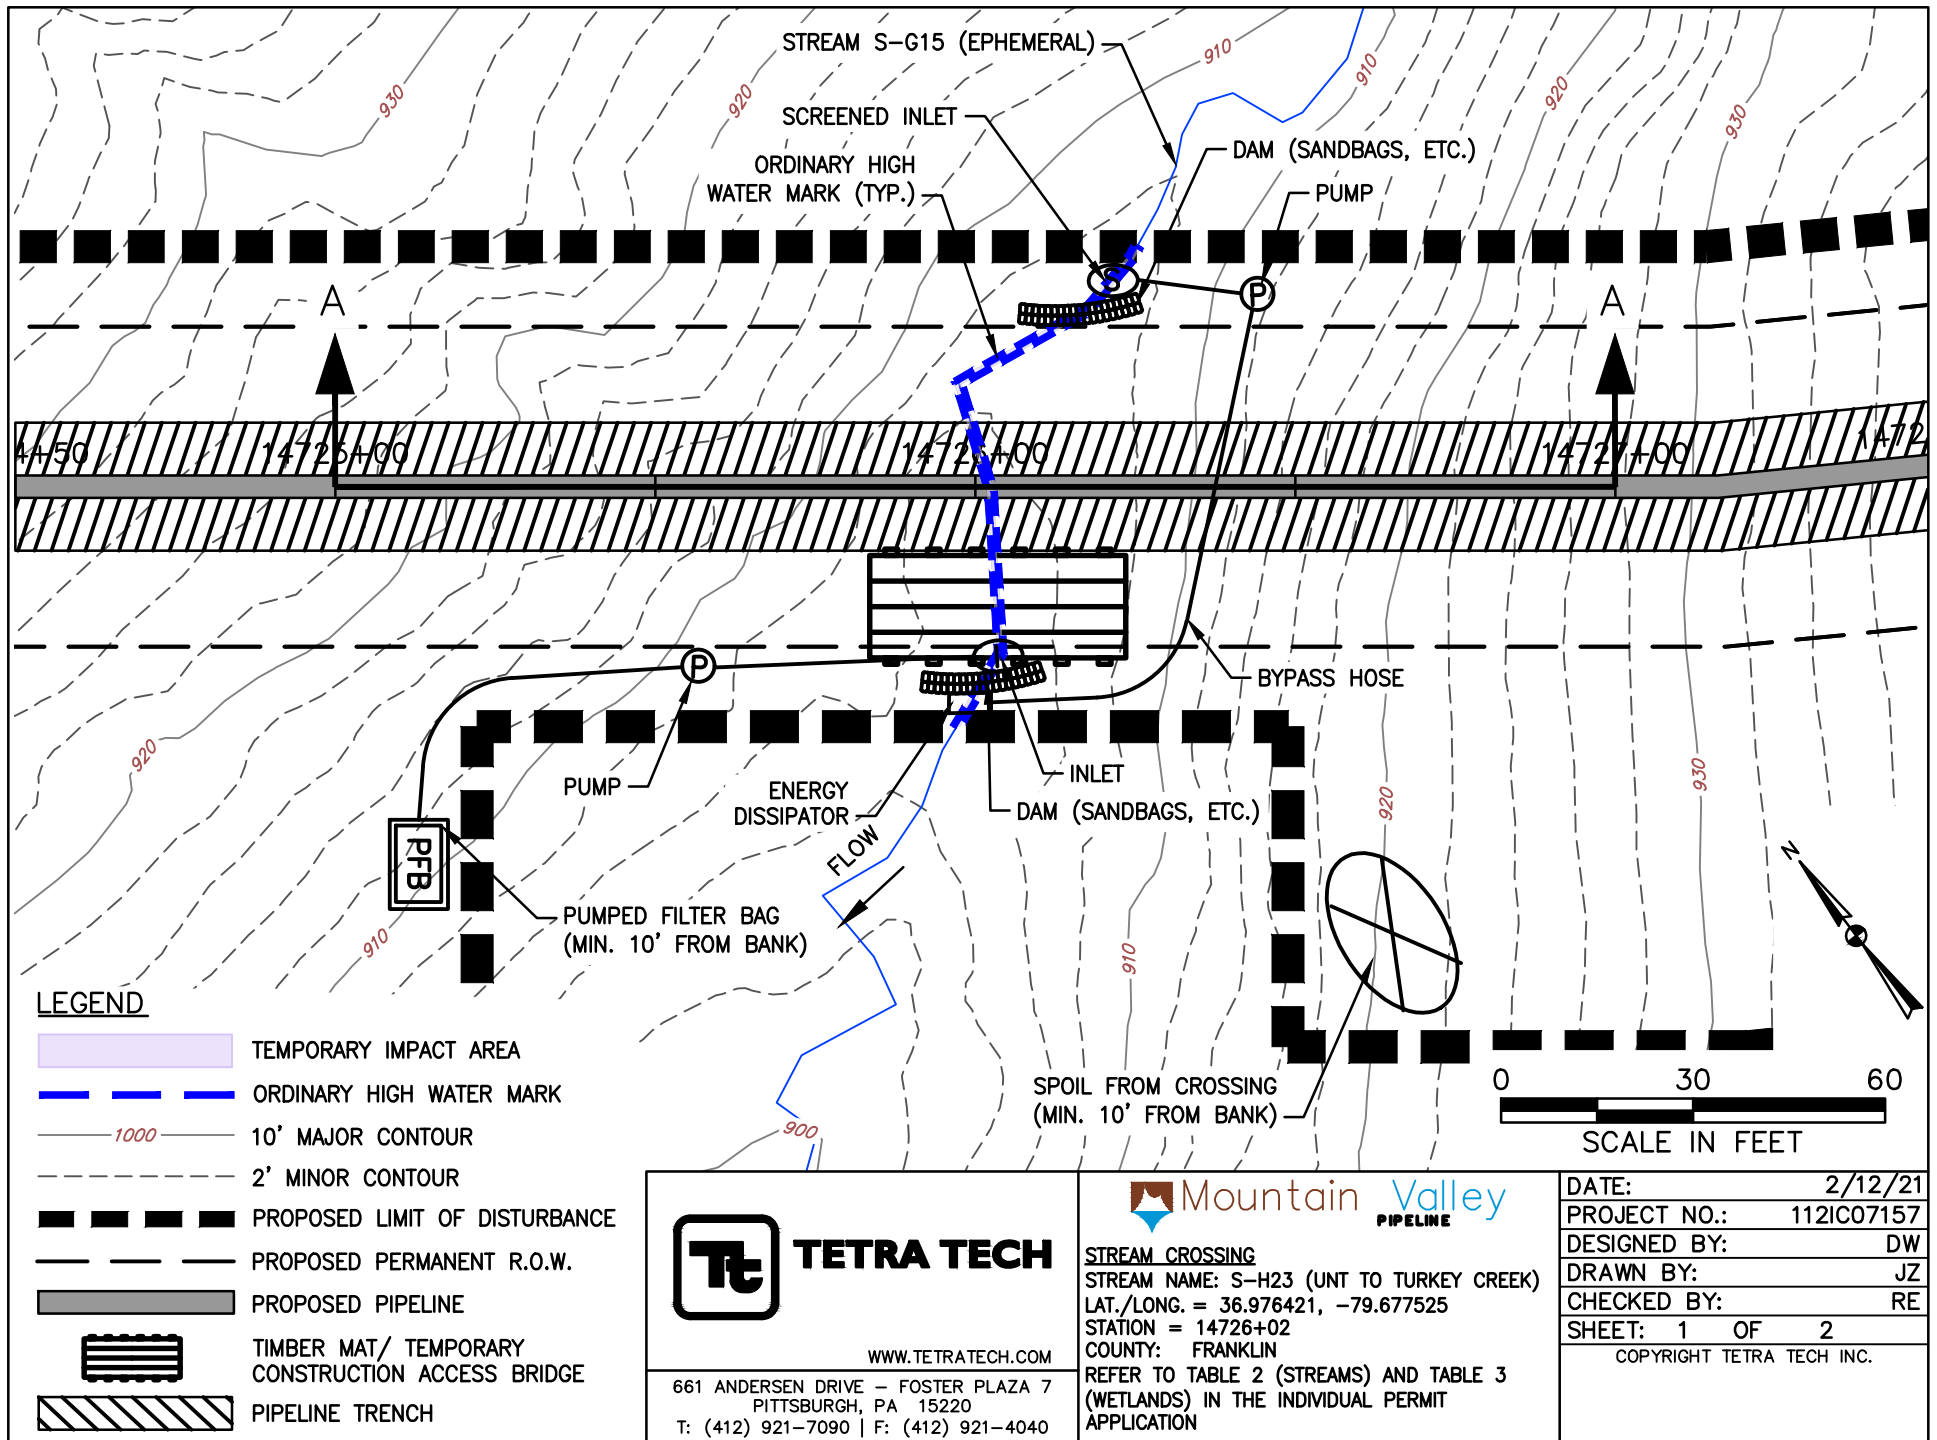 STREAM S-G15 (EPHEMERAL)
910
910
930
920
920
930
SCREENED INLET
DAM (SANDBAGS, ETC.)
ORDINARY HIGH
WATER MARK (TYP.)
PUMP
S
P
A
A
4+50
14725+00
14726+00
14727+00
1472
P
BYPASS HOSE
920
PUMP
ENERGY
DISSIPATOR
INLET
DAM (SANDBAGS, ETC.)
930
920
FLOW
PFB
N
PUMPED FILTER BAG
(MIN. 10' FROM BANK)
910
910
LEGEND
TEMPORARY IMPACT AREA
ORDINARY HIGH WATER MARK
1000
10' MAJOR CONTOUR
2' MINOR CONTOUR
PROPOSED LIMIT OF DISTURBANCE
PROPOSED PERMANENT R.O.W.
PROPOSED PIPELINE
TIMBER MAT/ TEMPORARY
CONSTRUCTION ACCESS BRIDGE
PIPELINE TRENCH
900
SPOIL FROM CROSSING
(MIN. 10' FROM BANK)
0 30 60
SCALE IN FEET
Tt
TETRA TECH
WWW.TETRATECH.COM
661 ANDERSEN DRIVE - FOSTER PLAZA 7
PITTSBURGH, PA 15220
T: (412) 921-7090 | F: (412) 921-4040
Mountain Valley
PIPELINE
STREAM CROSSING
STREAM NAME: S-H23 (UNT TO TURKEY CREEK)
LAT./LONG. = 36.976421, -79.677525
STATION = 14726+02
COUNTY: FRANKLIN
REFER TO TABLE 2 (STREAMS) AND TABLE 3
(WETLANDS) IN THE INDIVIDUAL PERMIT
APPLICATION
DATE: 2/12/21
PROJECT NO.: 112IC07157
DESIGNED BY: DW
DRAWN BY: JZ
CHECKED BY: RE
SHEET: 1 OF 2
COPYRIGHT TETRA TECH INC.